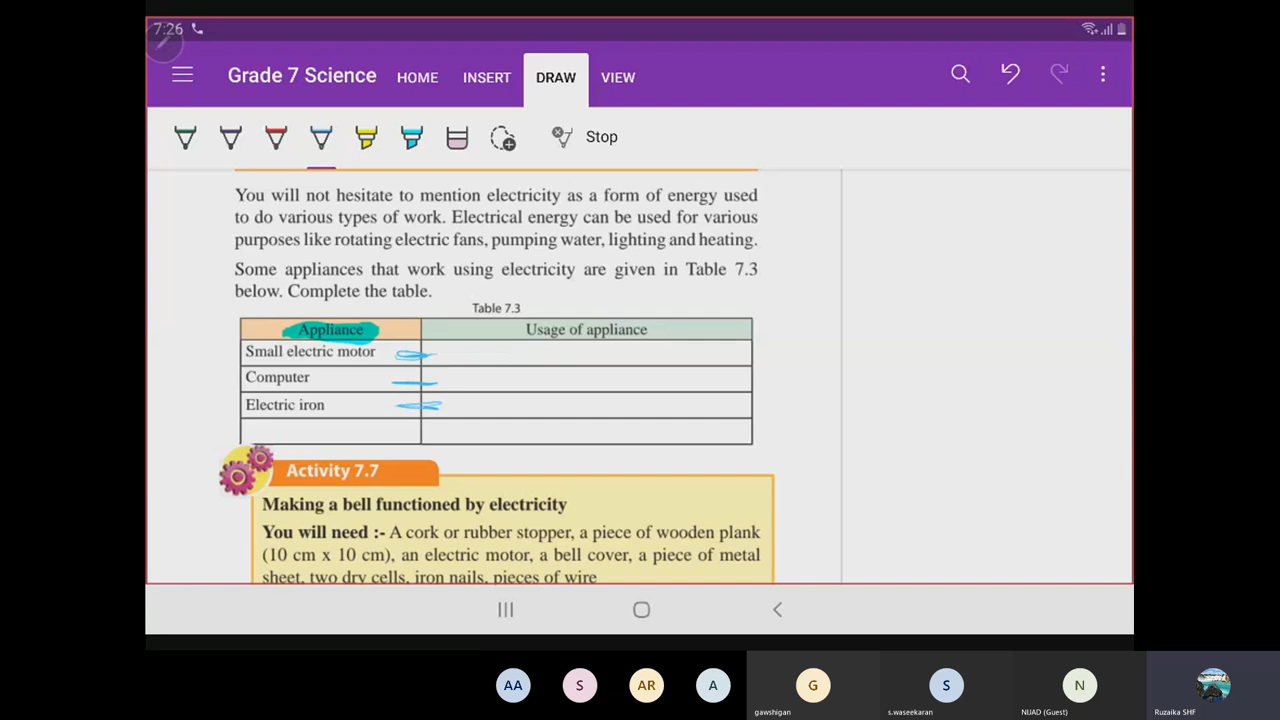 7:26
Grade 7 Science HOME INSERT DRAW VIEW
Stop
You will not hesitate to mention electricity as a form of energy used
to do various types of work. Electrical energy can be used for various
purposes like rotating electric fans, pumping water, lighting and heating.
Some appliances that work using electricity are given in Table 7.3
below. Complete the table.
Table 7.3
Appliance Usage of appliance
Small electric motor
Computer
Electric iron
Activity 7.7
Making a bell functioned by electricity
You will need :- A cork or rubber stopper, a piece of wooden plank
(10 cm x 10 cm), an electric motor, a bell cover, a piece of metal
sheet, two dry cells, iron nails, pieces of wire
AA S AR A G S N
gawshigan s.waseekaran NIJAD (Guest) Ruzaika SHF